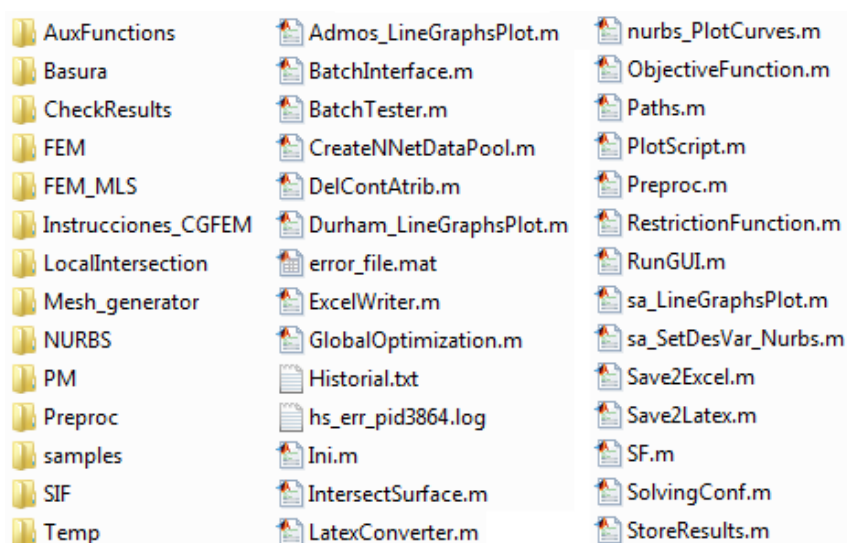 AuxFunctions
Basura
CheckResults
FEM
FEM_MLS
Instrucciones_CGFEM
LocalIntersection
Mesh_generator
NURBS
PM
Preproc
samples
SIF
Temp
Admos_LineGraphsPlot.m
BatchInterface.m
BatchTester.m
CreateNNetDataPool.m
DelContAtrib.m
Durham_LineGraphsPlot.m
error_file.mat
ExcelWriter.m
GlobalOptimization.m
Historial.txt
hs_err_pid3864.log
Ini.m
IntersectSurface.m
LatexConverter.m
nurbs_PlotCurves.m
ObjectiveFunction.m
Paths.m
PlotScript.m
Preproc.m
RestrictionFunction.m
RunGUI.m
sa_LineGraphsPlot.m
sa_SetDesVar_Nurbs.m
Save2Excel.m
Save2Latex.m
SF.m
SolvingConf.m
StoreResults.m